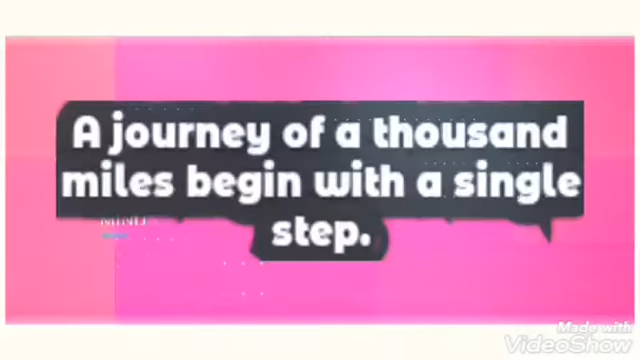 A journey of a thousand
miles begin with a single
step.
Made with
VideoShow